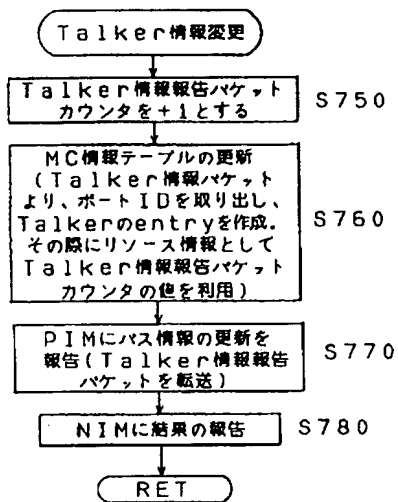 Talker情報変更
Talker情報報告パケット
カウンタを+1とする
S750
MC情報テーブルの更新
(Talker情報パケット
より、ポートIDを取り出し、
Talkerのentryを作成.
その際にリソース情報として
Talker情報報告パケット
カウンタの他を利用)
S760
PIMにパス情報の更新を
報告(Talker情報報告
パケットを転送)
S770
NIMに結果の報告
S780
RET